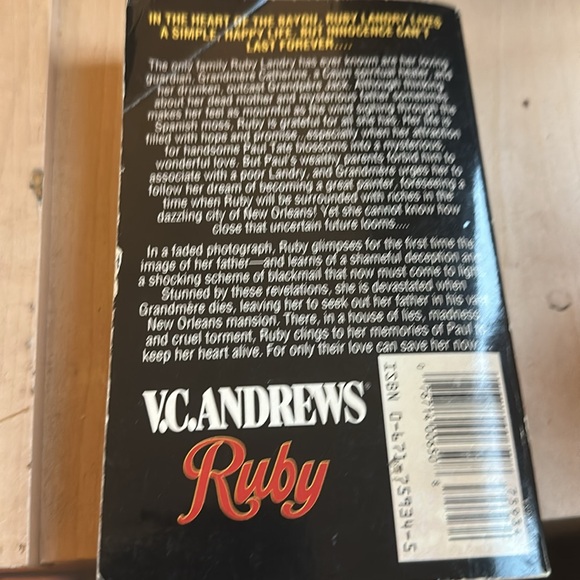 IN THE HEART OF THE BAYOU, RUBY LANDRY LIVES
A SIMPLE, HAPPY LIFE. BUT INNOCENCE CAN'T
LAST FOREVER....
The only family Ruby Landry has ever known are her loving
guardian, Grandmère Catherine, a Cajun spiritual healer, and
her drunken, outcast Grandpère Jack.
about her dead mother and mysterious father
makes her feel as
Spanish moss, Ruby is grateful for all she has. Her life is
filled with hope and promise, especially when her attraction
for handsome Paul Tate blossoms into a mysterious,
wonderful love. But Paul's wealthy parents forbid him to
associate with a poor Landry, and Grandmère urges her to
follow her dream of becoming a great painter, foreseeing a
time when Ruby will be surrounded with riches in the
dazzling city of New Orleans! Yet she cannot know how
close that uncertain future looms....
In a faded photograph, Ruby glimpses for the first time the
image of her father—and learns of a shameful deception and
a shocking scheme of blackmail that now must come to light.
Stunned by these revelations, she is devastated when
Grandmère dies, leaving her to seek out her father in his vast
New Orleans mansion. There, in a house of lies, madness,
and cruel torment, Ruby clings to her memories of Paul to
keep her heart alive. For only their love can save her now....
V.C. ANDREWS®
Ruby
ISBN 0-671-75934-5